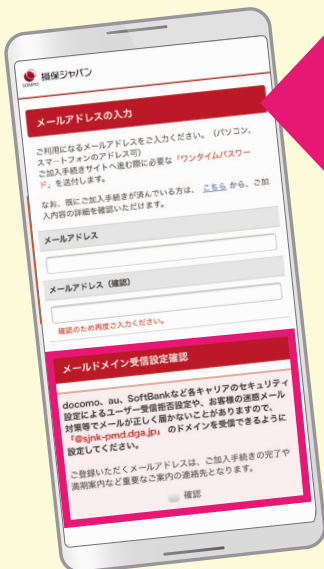 SOMPO 損保ジャパン
メールアドレスの入力
ご利用になるメールアドレスをご入力ください。（パソコン、
スマートフォンのアドレス可）
ご加入手続きサイトへ進む際に必要な「ワンタイムパスワー
ド」を送付します。
なお、既にご加入手続きが済んでいる方は、 こちら から、ご加
入内容の詳細を確認いただけます。
メールアドレス
メールアドレス（確認）
確認のため再度ご入力ください。
メールドメイン受信設定確認
docomo、au、SoftBankなど各キャリアのセキュリティ
設定によるユーザー受信拒否設定や、お客様の迷惑メール
対策等でメールが正しく届かないことがありますので、
「@sjnk-pmd.dga.jp」 のドメインを受信できるように
設定してください。
ご登録いただくメールアドレスは、ご加入手続きの完了や
満期案内など重要なご案内の連絡先となります。
確認